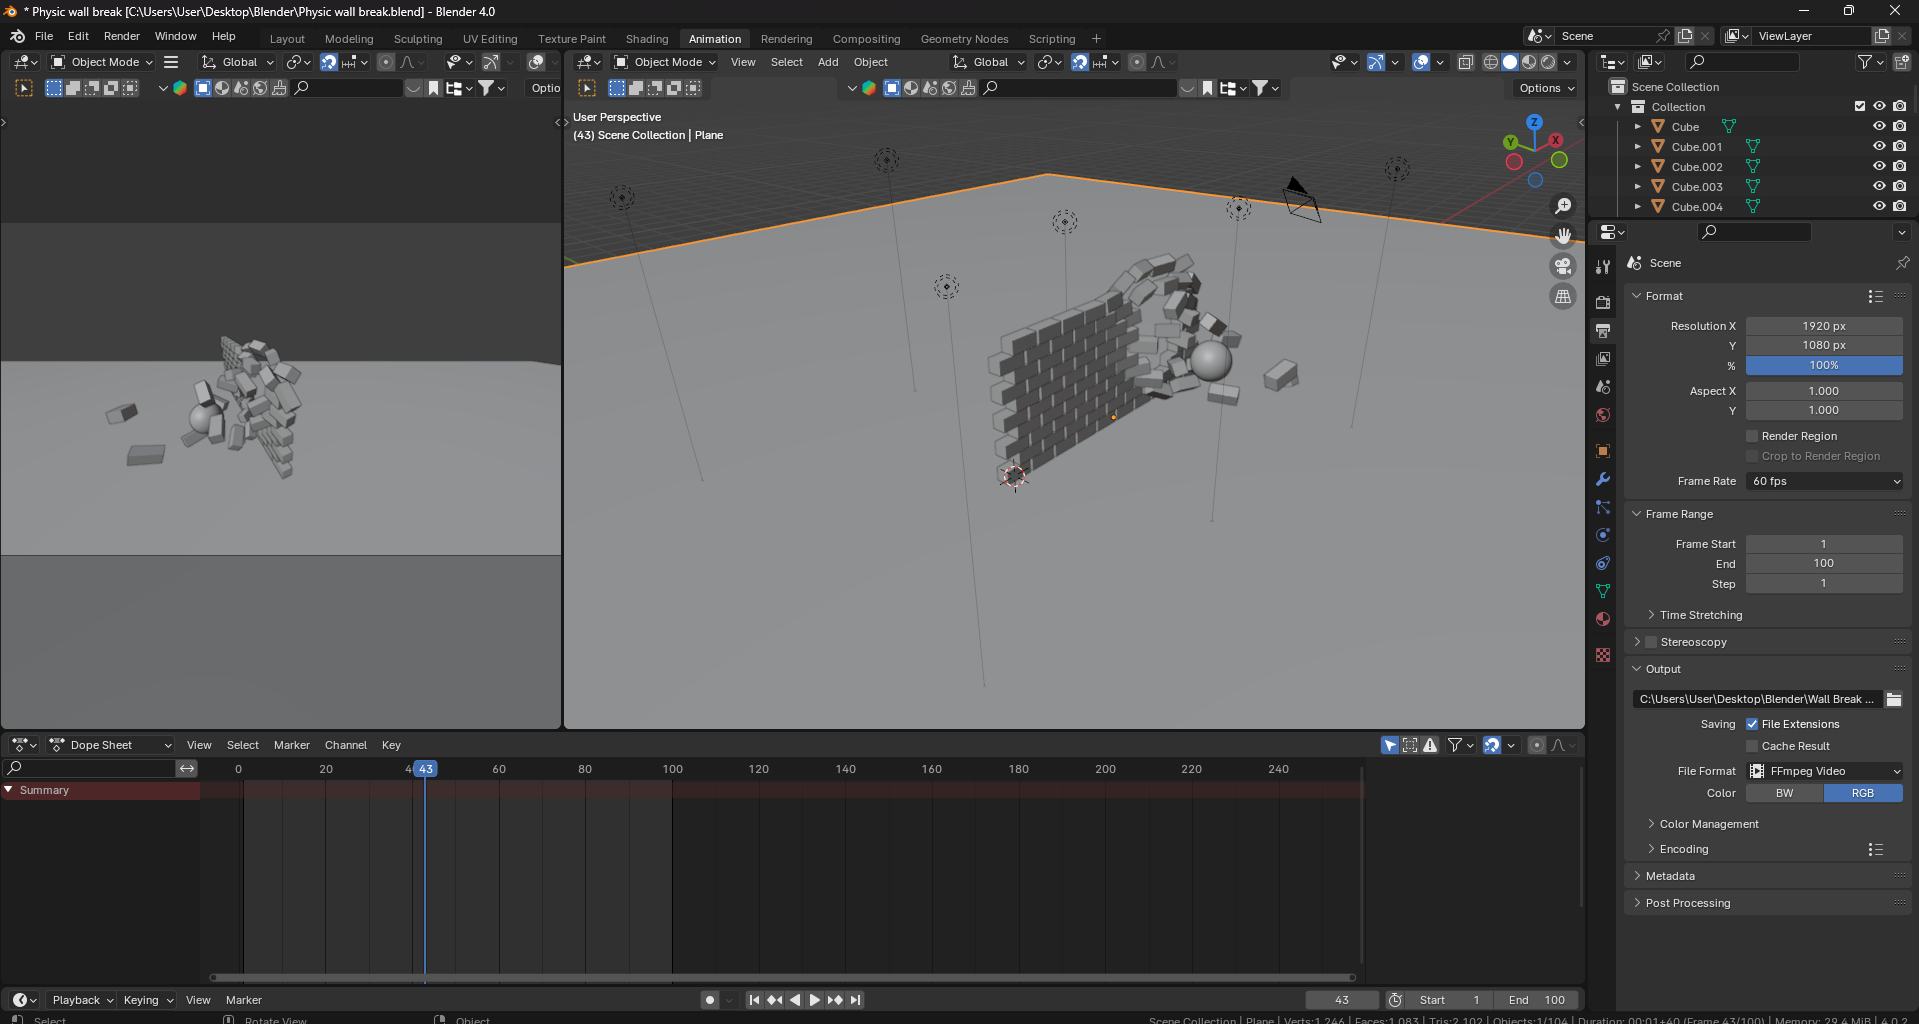 * Physic wall break [C:\Users\User\Desktop\Blender\Physic wall break.blend] - Blender 4.0
File Edit Render Window Help
Layout Modeling Sculpting UV Editing Texture Paint Shading Animation Rendering Compositing Geometry Nodes Scripting +
Scene
ViewLayer
Object Mode
Global
Object Mode View Select Add Object
Global
Optio
Options
User Perspective
(43) Scene Collection | Plane
Z
Y
X
Scene Collection
Collection
Cube
Cube.001
Cube.002
Cube.003
Cube.004
Scene
Format
Resolution X 1920 px
Y 1080 px
% 100%
Aspect X 1.000
Y 1.000
Render Region
Crop to Render Region
Frame Rate 60 fps
Frame Range
Frame Start 1
End 100
Step 1
Time Stretching
Stereoscopy
Output
C:\Users\User\Desktop\Blender\Wall Break ...
Saving File Extensions
Cache Result
File Format FFmpeg Video
Color BW RGB
Color Management
Encoding
Metadata
Post Processing
Dope Sheet View Select Marker Channel Key
0 20 43 60 80 100 120 140 160 180 200 220 240
Summary
Playback Keying View Marker
43 Start 1 End 100
Select Rotate View Object
Scene Collection | Plane | Verts:1,246 | Faces:1,083 | Tris:2,102 | Objects:1/104 | Duration: 00:01+40 (Frame 43/100) | Memory: 29.4 MiB | 4.0.2